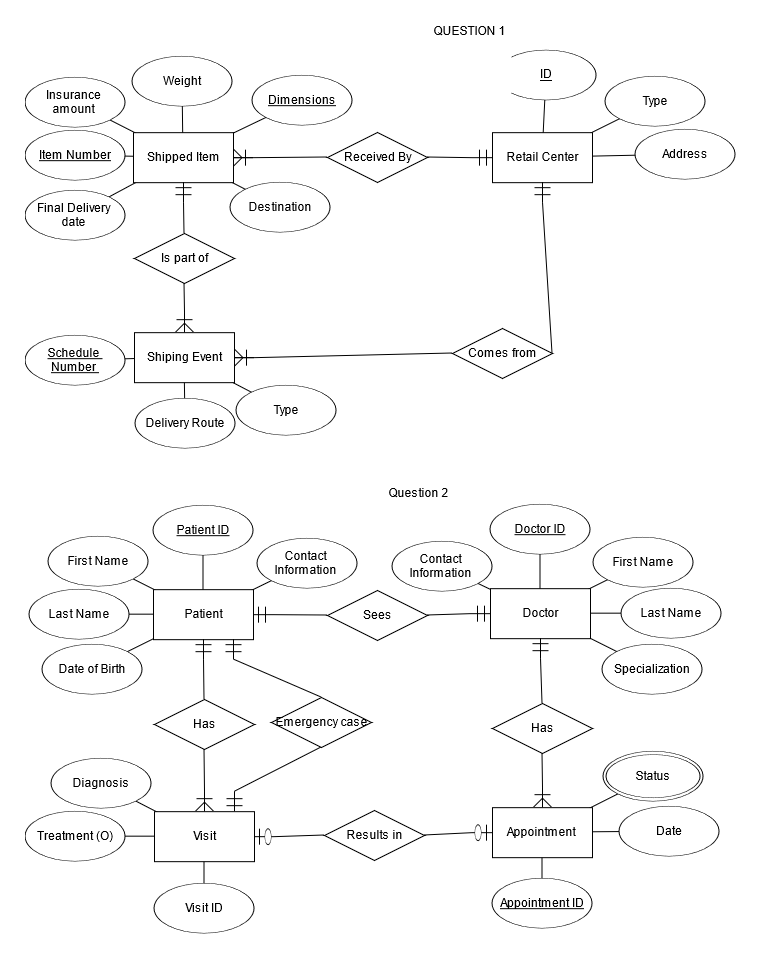 QUESTION 1
ID
Weight
Insurance
amount
Dimensions
Type
Item Number
Shipped Item
Received By
Retail Center
Address
Final Delivery
date
Destination
Is part of
Schedule
Number
Shiping Event
Comes from
Delivery Route
Type
Question 2
Patient ID
Doctor ID
First Name
Contact
Information
Contact
Information
First Name
Last Name
Patient
Sees
Doctor
Last Name
Date of Birth
Specialization
Has
Emergency case
Has
Diagnosis
Status
Treatment (O)
Visit
Results in
Appointment
Date
Visit ID
Appointment ID